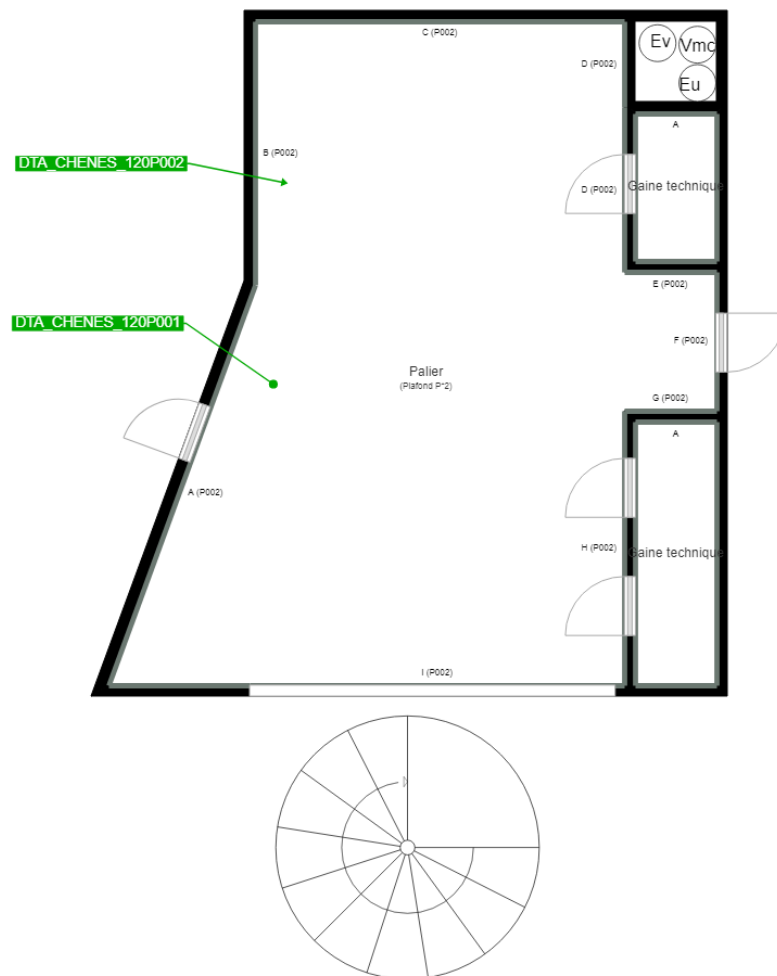 C (P002)
Ev
Vmc
D (P002)
Eu
A
B (P002)
DTA_CHENES_120P002
Gaine technique
D (P002)
E (P002)
DTA_CHENES_120P001
F (P002)
Palier
(Plafond P"2)
G (P002)
A
A (P002)
H (P002)
Gaine technique
I (P002)